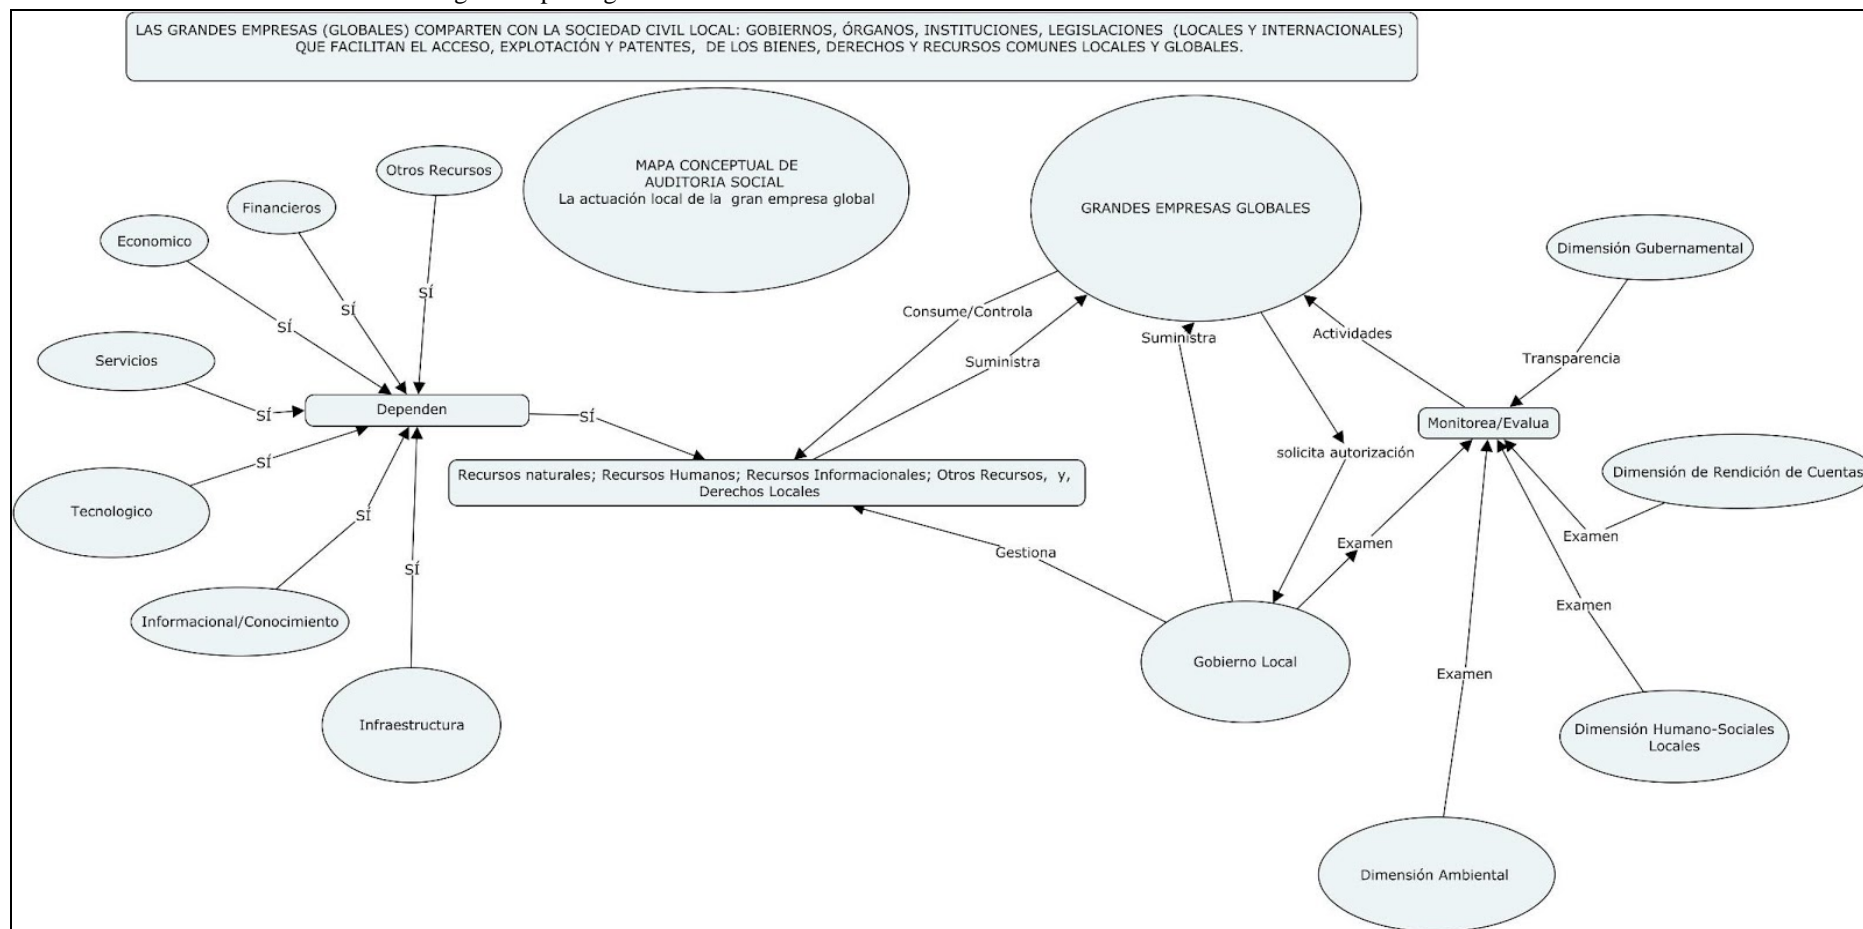 LAS GRANDES EMPRESAS (GLOBALES) COMPARTEN CON LA SOCIEDAD CIVIL LOCAL: GOBIERNOS, ÓRGANOS, INSTITUCIONES, LEGISLACIONES (LOCALES Y INTERNACIONALES)
QUE FACILITAN EL ACCESO, EXPLOTACIÓN Y PATENTES, DE LOS BIENES, DERECHOS Y RECURSOS COMUNES LOCALES Y GLOBALES.
MAPA CONCEPTUAL DE
AUDITORIA SOCIAL
La actuación local de la gran empresa global
GRANDES EMPRESAS GLOBALES
Otros Recursos
Financieros
Economico
Servicios
Tecnologico
Informacional/Conocimiento
Infraestructura
SÍ
SÍ
SÍ
SÍ
SÍ
SÍ
SÍ
Dependen
SÍ
Recursos naturales; Recursos Humanos; Recursos Informacionales; Otros Recursos, y,
Derechos Locales
Consume/Controla
Suministra
Suministra
Gestiona
solicita autorización
Gobierno Local
Examen
Actividades
Monitorea/Evalua
Transparencia
Dimensión Gubernamental
Dimensión de Rendición de Cuentas
Examen
Examen
Dimensión Humano-Sociales
Locales
Examen
Dimensión Ambiental